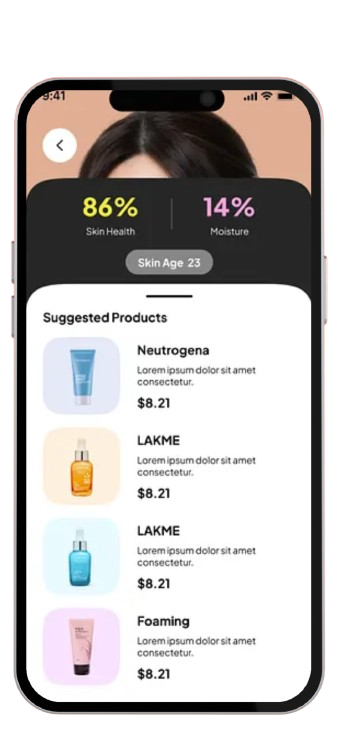 9:41
86%
14%
Skin Health
Moisture
Skin Age 23
Suggested Products
Neutrogena
Lorem ipsum dolor sit amet
consectetur.
$8.21
LAKME
Lorem ipsum dolor sit amet
consectetur.
$8.21
LAKME
Lorem ipsum dolor sit amet
consectetur.
$8.21
Foaming
Lorem ipsum dolor sit amet
consectetur.
$8.21